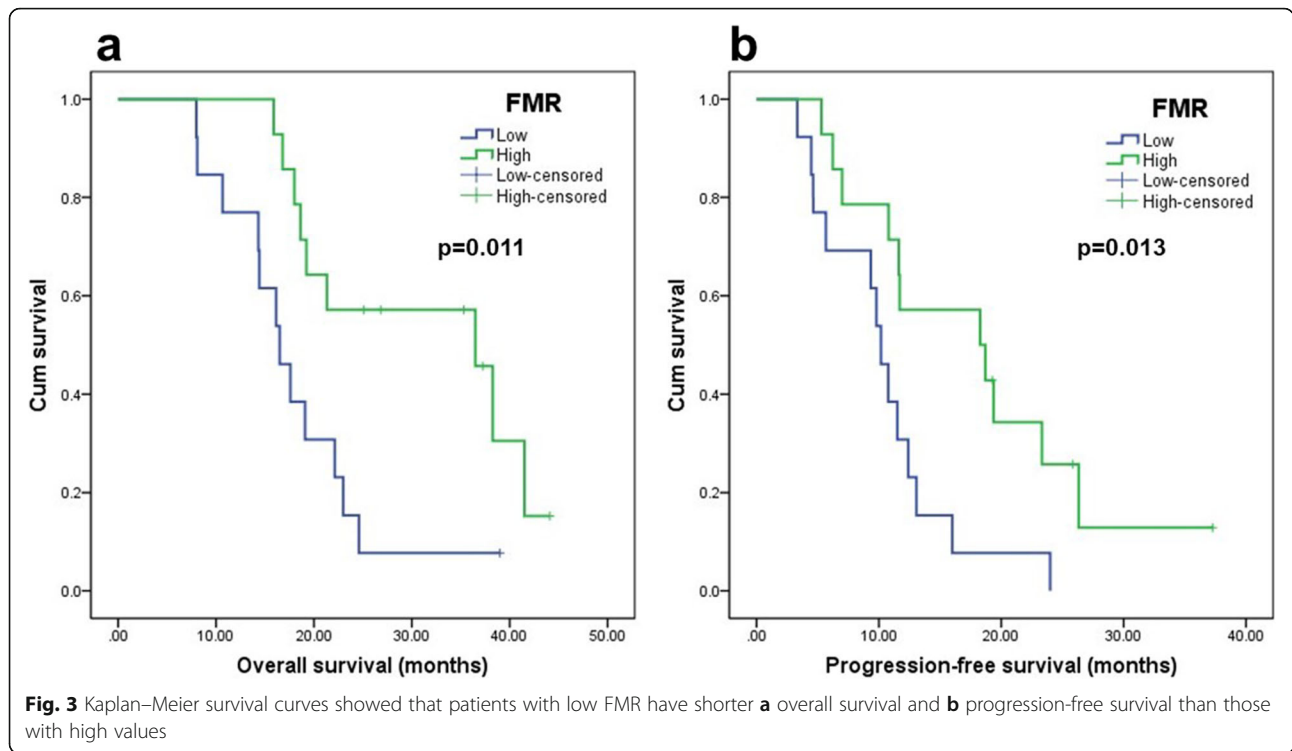 a
FMR
Low
High
Low-censored
High-censored
p=0.011
1.0
0.8
0.6
0.4
0.2
0.0
Cum survival
.00 10.00 20.00 30.00 40.00 50.00
Overall survival (months)
b
FMR
Low
High
Low-censored
High-censored
p=0.013
1.0
0.8
0.6
0.4
0.2
0.0
Cum survival
.00 10.00 20.00 30.00 40.00
Progression-free survival (months)
Fig. 3 Kaplan–Meier survival curves showed that patients with low FMR have shorter a overall survival and b progression-free survival than those
with high values